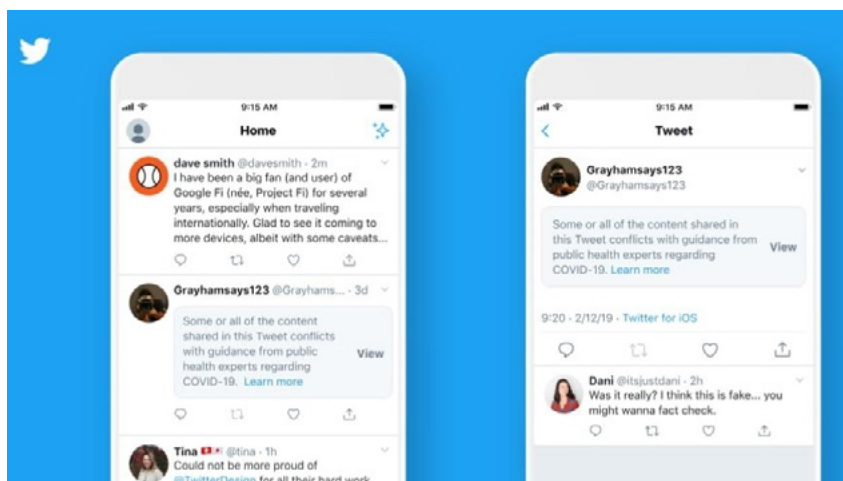 9:15 AM
Home
dave smith @davesmith · 2m
I have been a big fan (and user) of
Google Fi (née, Project Fi) for several
years, especially when traveling
internationally. Glad to see it coming to
more devices, albeit with some caveats...
Grayhamsays123 @Grayhams... · 3d
Some or all of the content
shared in this Tweet conflicts
with guidance from public
health experts regarding
COVID-19. Learn more
View
Tina @tina · 1h
Could not be more proud of
@TwitterDesign for all their hard work
9:15 AM
Tweet
Grayhamsays123
@Grayhamsays123
Some or all of the content shared in
this Tweet conflicts with guidance from
public health experts regarding
COVID-19. Learn more
View
9:20 · 2/12/19 · Twitter for iOS
Dani @itsjustdani · 2h
Was it really? I think this is fake... you
might wanna fact check.